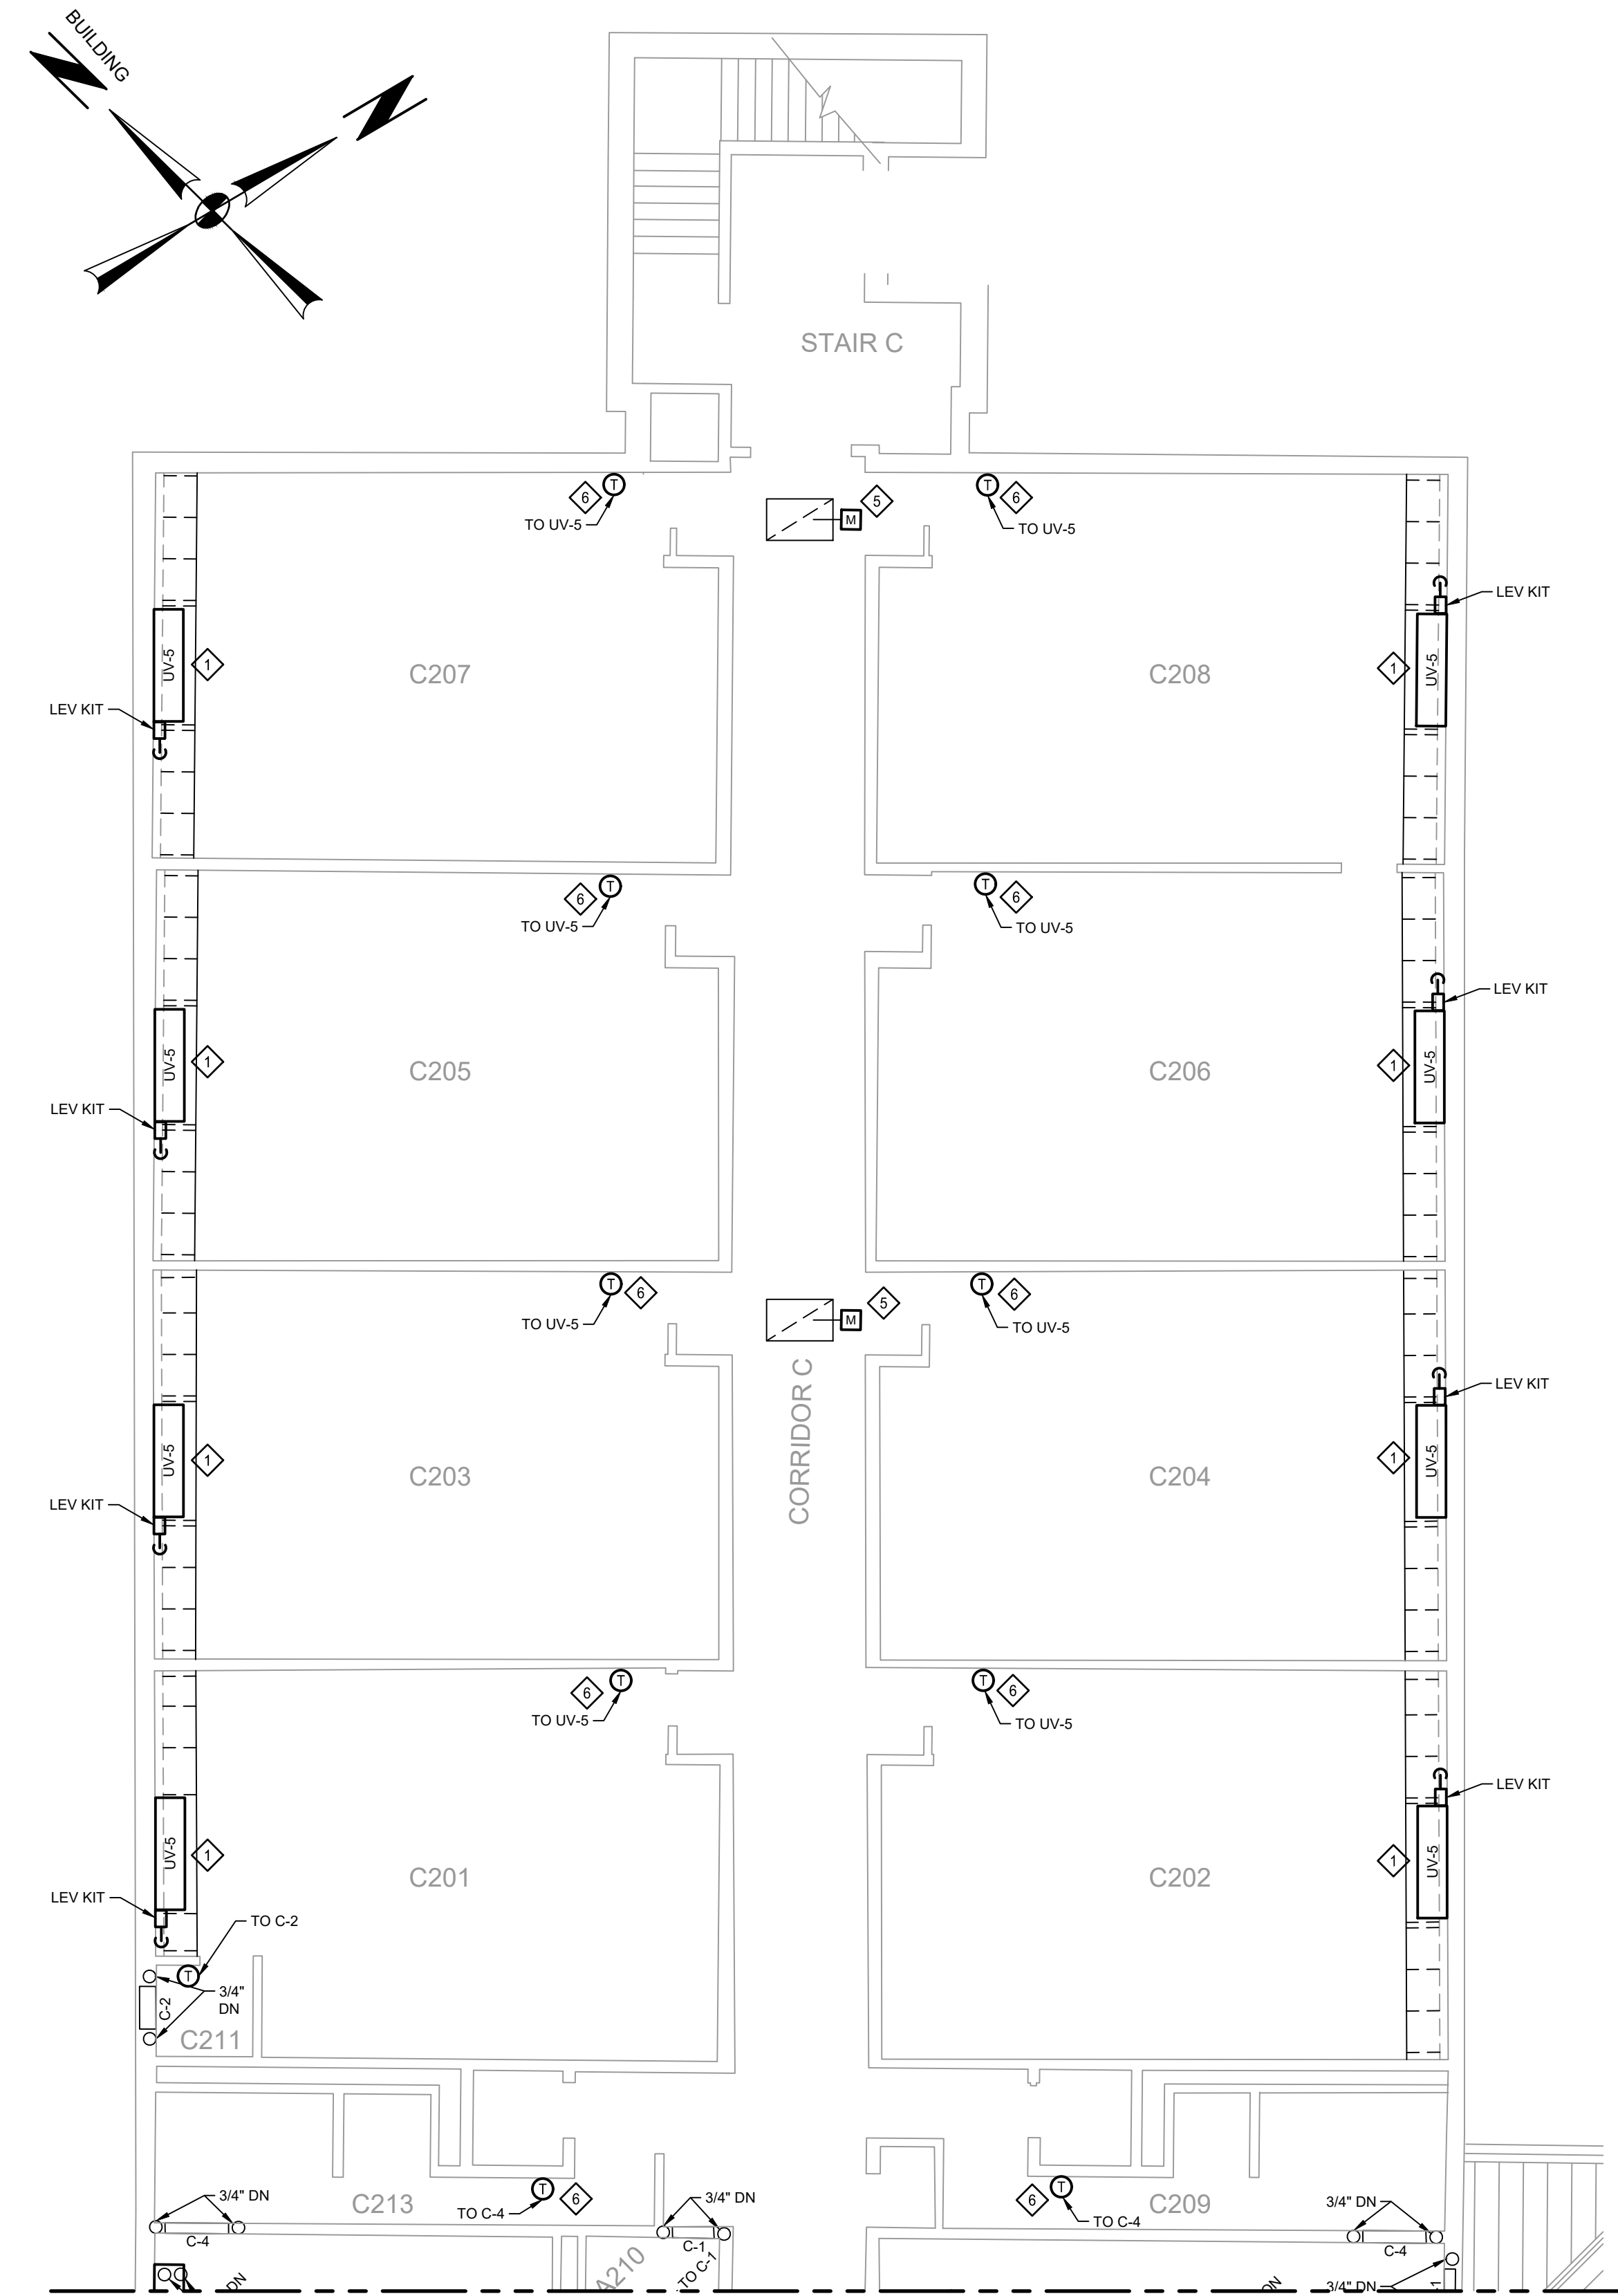 BUILDING
N
N
STAIR C
T
6
TO UV-5
M
5
T
6
TO UV-5
LEV KIT
UV-5
1
C207
C208
1
UV-5
LEV KIT
6
T
TO UV-5
T
6
TO UV-5
LEV KIT
UV-5
1
C205
C206
1
UV-5
LEV KIT
T
6
TO UV-5
M
5
T
6
TO UV-5
CORRIDOR C
LEV KIT
UV-5
1
C203
C204
1
UV-5
LEV KIT
6
T
TO UV-5
T
6
TO UV-5
LEV KIT
UV-5
1
C201
C202
1
UV-5
LEV KIT
TO C-2
T
3/4"
DN
C-2
C211
3/4" DN
C213
T
6
TO C-4
3/4" DN
6
T
TO C-4
C209
3/4" DN
C-4
C-1
TO C-1
A210
C-4
DN
DN
3/4" DN